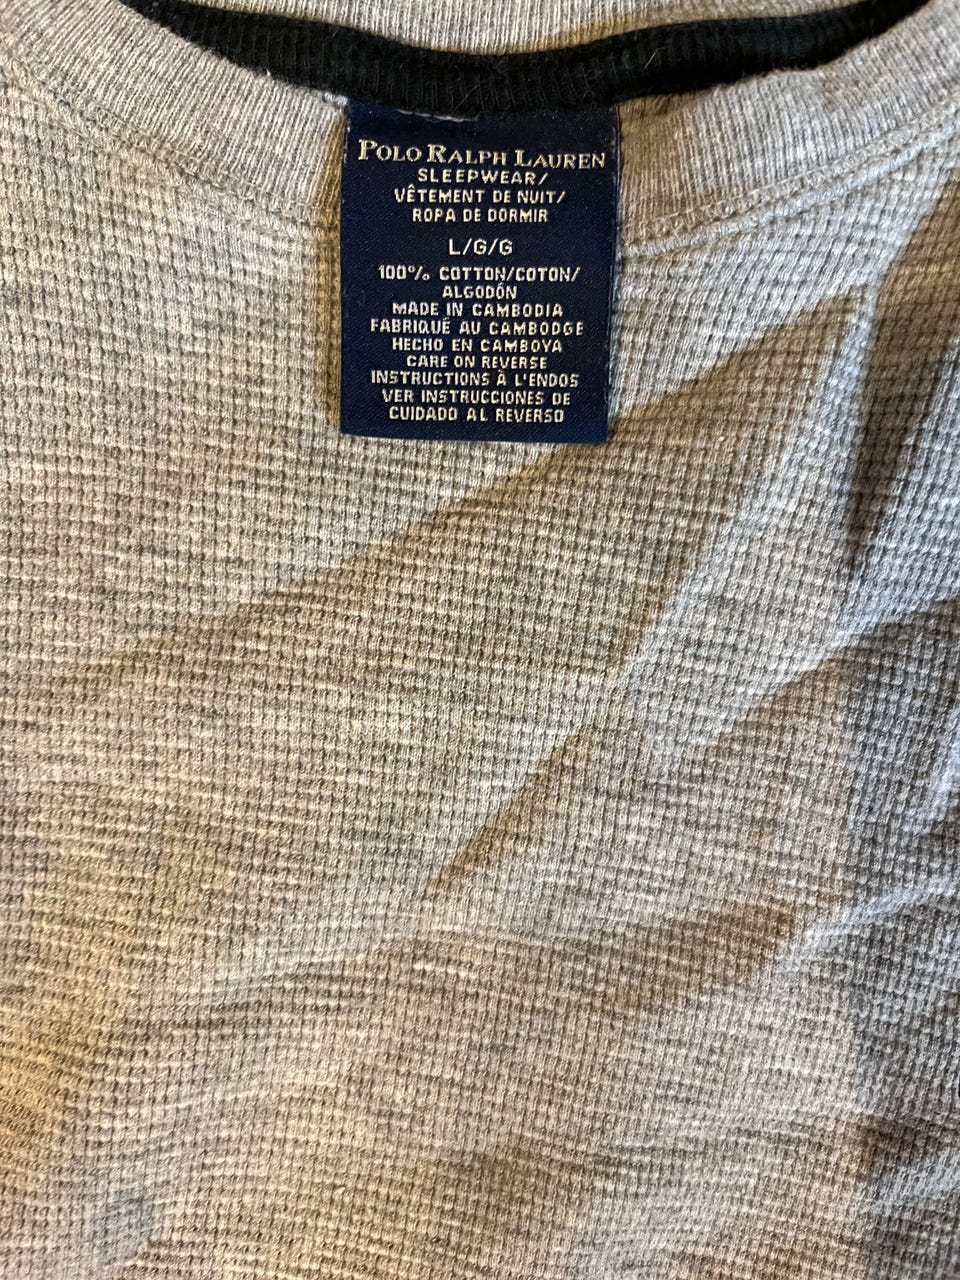 POLO RALPH LAUREN
SLEEPWEAR/
VÊTEMENT DE NUIT/
ROPA DE DORMIR
L/G/G
100% COTTON/COTON/
ALGODÓN
MADE IN CAMBODIA
FABRIQUÉ AU CAMBODGE
HECHO EN CAMBOYA
CARE ON REVERSE
INSTRUCTIONS À L'ENDOS
VER INSTRUCCIONES DE
CUIDADO AL REVERSO